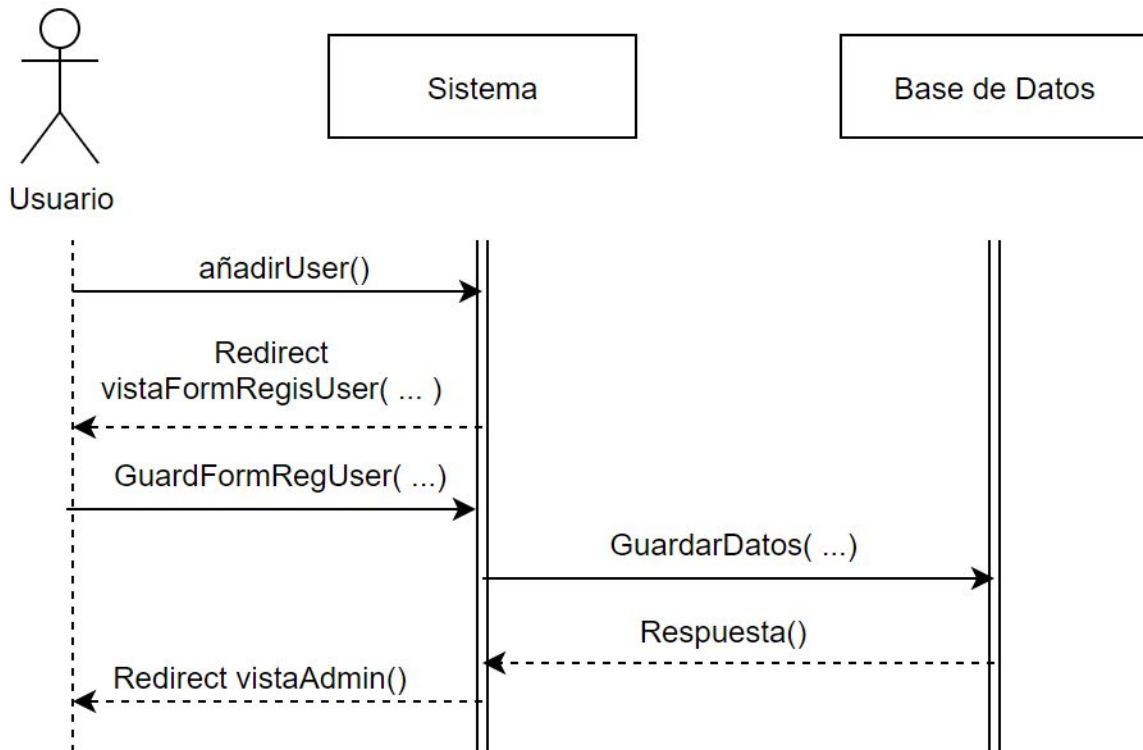 Sistema
Base de Datos
Usuario
añadirUser()
Redirect
vistaFormRegisUser( ... )
GuardFormRegUser( ...)
GuardarDatos( ...)
Respuesta()
Redirect vistaAdmin()